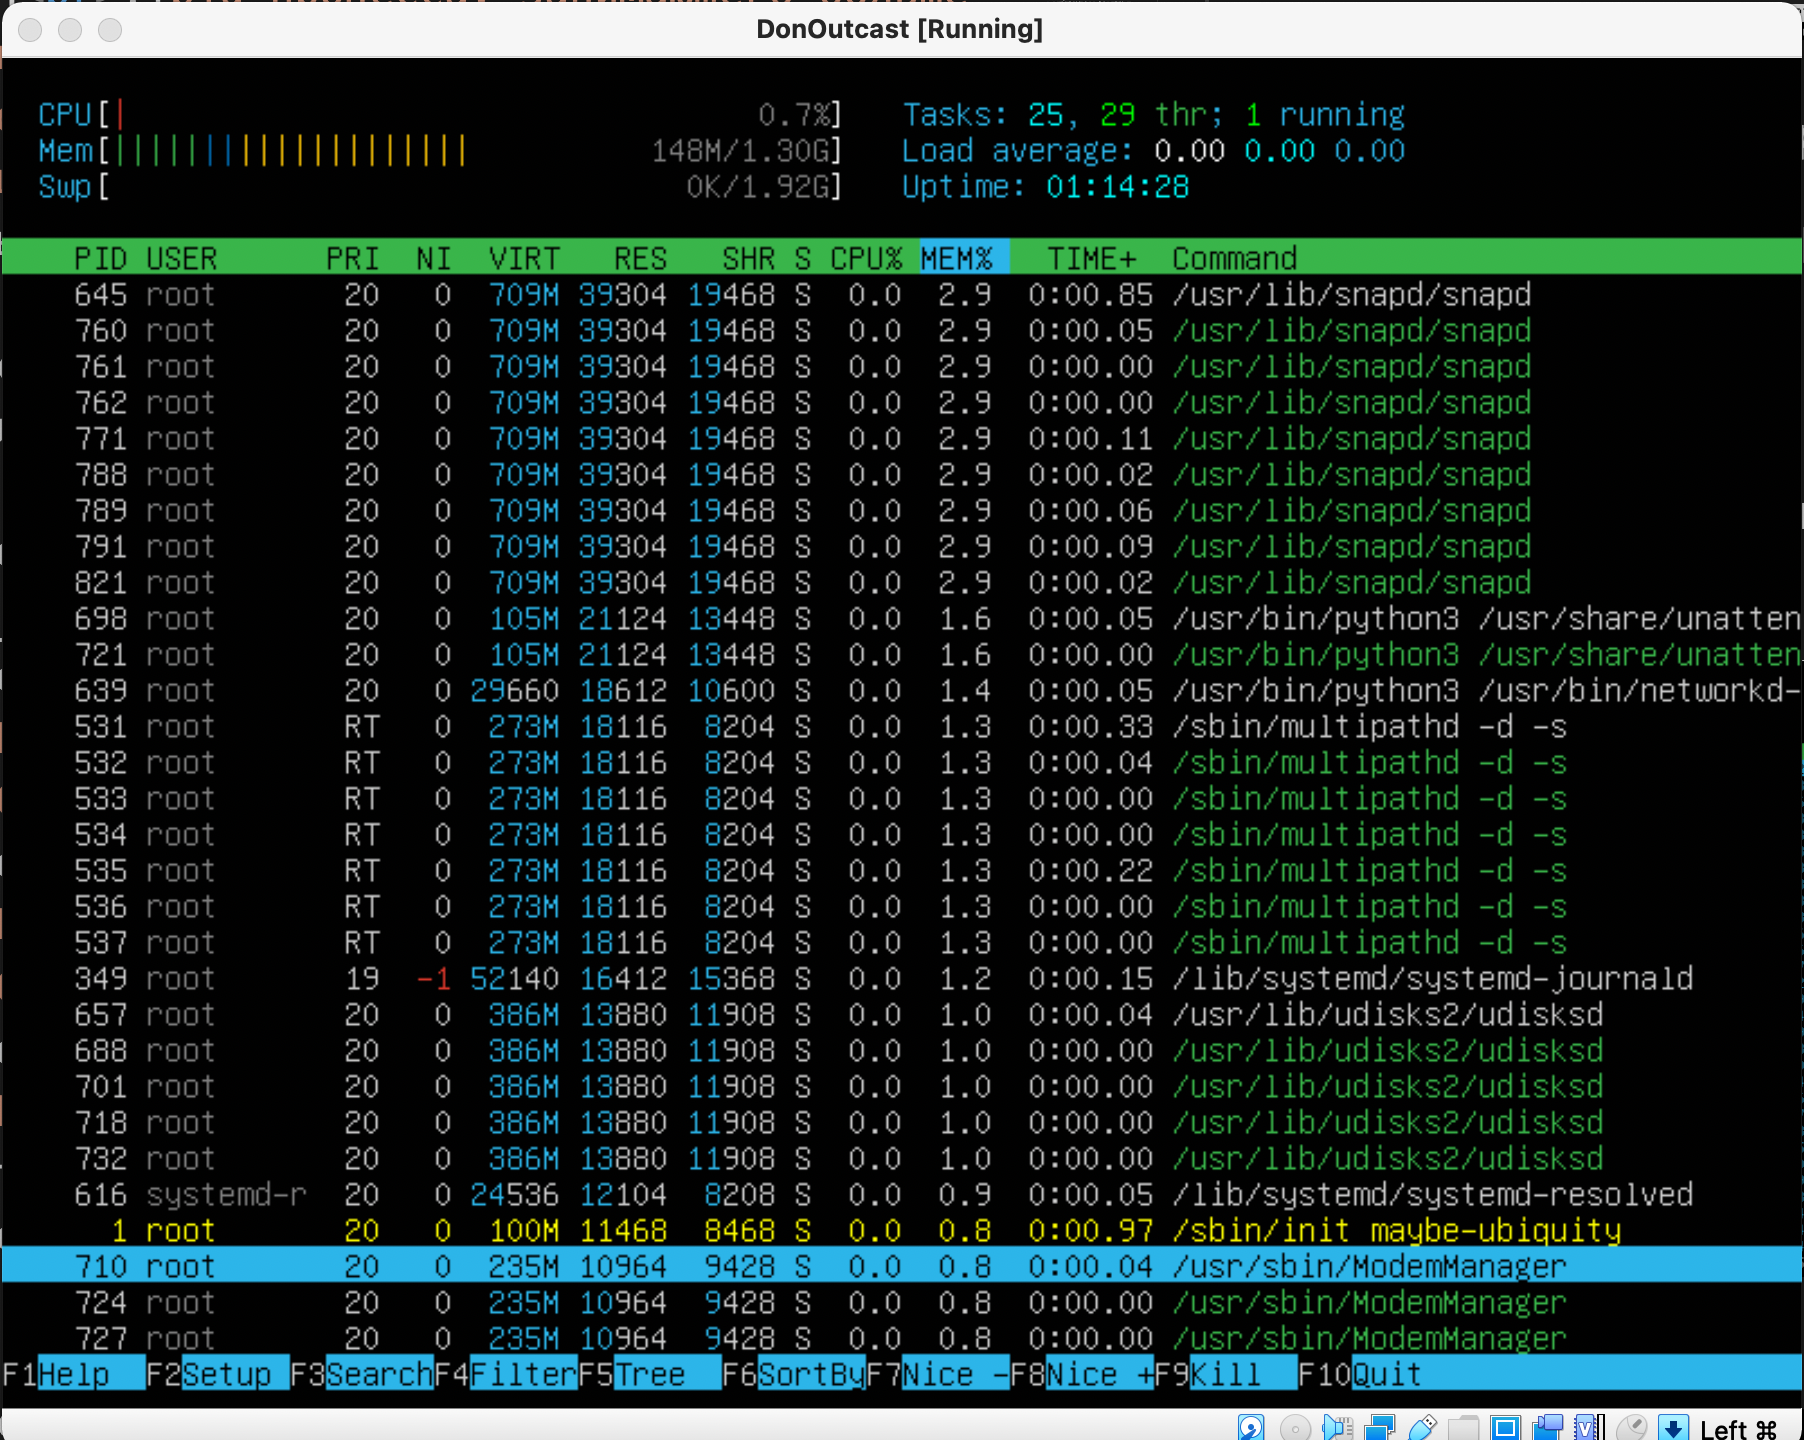 DonOutcast [Running]
CPU[| 0.7%] Tasks: 25, 29 thr; 1 running
Mem[|||||||||||||||||||| 148M/1.30G] Load average: 0.00 0.00 0.00
Swp[ 0K/1.92G] Uptime: 01:14:28
PID USER PRI NI VIRT RES SHR S CPU% MEM% TIME+ Command
645 root 20 0 709M 39304 19468 S 0.0 2.9 0:00.85 /usr/lib/snapd/snapd
760 root 20 0 709M 39304 19468 S 0.0 2.9 0:00.05 /usr/lib/snapd/snapd
761 root 20 0 709M 39304 19468 S 0.0 2.9 0:00.00 /usr/lib/snapd/snapd
762 root 20 0 709M 39304 19468 S 0.0 2.9 0:00.00 /usr/lib/snapd/snapd
771 root 20 0 709M 39304 19468 S 0.0 2.9 0:00.11 /usr/lib/snapd/snapd
788 root 20 0 709M 39304 19468 S 0.0 2.9 0:00.02 /usr/lib/snapd/snapd
789 root 20 0 709M 39304 19468 S 0.0 2.9 0:00.06 /usr/lib/snapd/snapd
791 root 20 0 709M 39304 19468 S 0.0 2.9 0:00.09 /usr/lib/snapd/snapd
821 root 20 0 709M 39304 19468 S 0.0 2.9 0:00.02 /usr/lib/snapd/snapd
698 root 20 0 105M 21124 13448 S 0.0 1.6 0:00.05 /usr/bin/python3 /usr/share/unatten
721 root 20 0 105M 21124 13448 S 0.0 1.6 0:00.00 /usr/bin/python3 /usr/share/unatten
639 root 20 0 29660 18612 10600 S 0.0 1.4 0:00.05 /usr/bin/python3 /usr/bin/networkd-
531 root RT 0 273M 18116 8204 S 0.0 1.3 0:00.33 /sbin/multipathd -d -s
532 root RT 0 273M 18116 8204 S 0.0 1.3 0:00.04 /sbin/multipathd -d -s
533 root RT 0 273M 18116 8204 S 0.0 1.3 0:00.00 /sbin/multipathd -d -s
534 root RT 0 273M 18116 8204 S 0.0 1.3 0:00.00 /sbin/multipathd -d -s
535 root RT 0 273M 18116 8204 S 0.0 1.3 0:00.22 /sbin/multipathd -d -s
536 root RT 0 273M 18116 8204 S 0.0 1.3 0:00.00 /sbin/multipathd -d -s
537 root RT 0 273M 18116 8204 S 0.0 1.3 0:00.00 /sbin/multipathd -d -s
349 root 19 -1 52140 16412 15368 S 0.0 1.2 0:00.15 /lib/systemd/systemd-journald
657 root 20 0 386M 13880 11908 S 0.0 1.0 0:00.04 /usr/lib/udisks2/udisksd
688 root 20 0 386M 13880 11908 S 0.0 1.0 0:00.00 /usr/lib/udisks2/udisksd
701 root 20 0 386M 13880 11908 S 0.0 1.0 0:00.00 /usr/lib/udisks2/udisksd
718 root 20 0 386M 13880 11908 S 0.0 1.0 0:00.00 /usr/lib/udisks2/udisksd
732 root 20 0 386M 13880 11908 S 0.0 1.0 0:00.00 /usr/lib/udisks2/udisksd
616 systemd-r 20 0 24536 12104 8208 S 0.0 0.9 0:00.05 /lib/systemd/systemd-resolved
1 root 20 0 100M 11468 8468 S 0.0 0.8 0:00.97 /sbin/init maybe-ubiquity
710 root 20 0 235M 10964 9428 S 0.0 0.8 0:00.04 /usr/sbin/ModemManager
724 root 20 0 235M 10964 9428 S 0.0 0.8 0:00.00 /usr/sbin/ModemManager
727 root 20 0 235M 10964 9428 S 0.0 0.8 0:00.00 /usr/sbin/ModemManager
F1Help F2Setup F3SearchF4FilterF5Tree F6SortByF7Nice -F8Nice +F9Kill F10Quit
Left ⌘